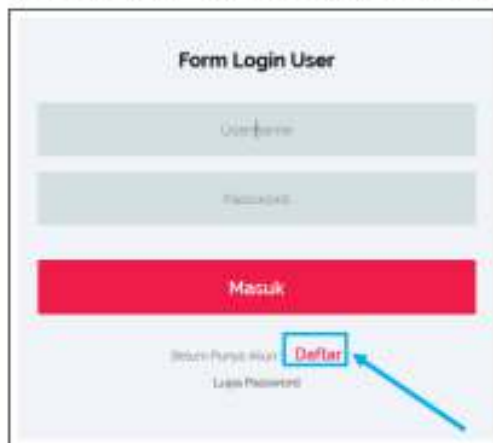 Form Login User
Username
Password
Masuk
Belum Punya Akun Daftar
Lupa Password